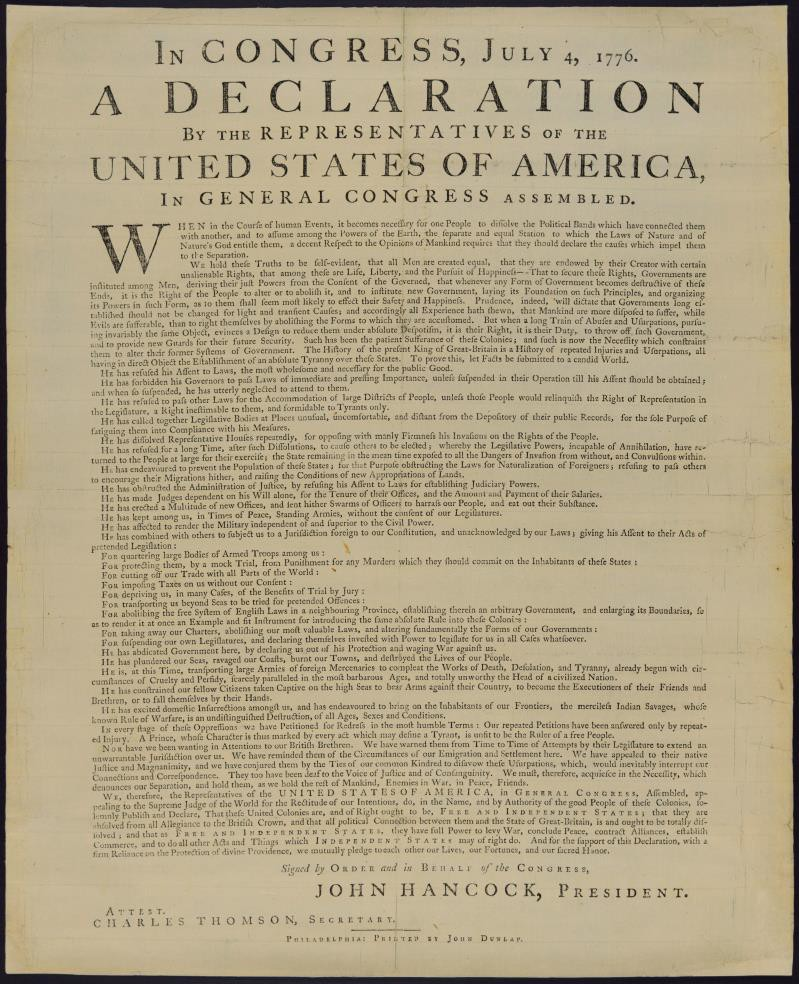 IN CONGRESS, JULY 4, 1776.
A DECLARATION
BY THE REPRESENTATIVES OF THE
UNITED STATES OF AMERICA,
IN GENERAL CONGRESS ASSEMBLED.
WHEN in the Courſe of human Events, it becomes neceſſary for one People to diſſolve the Political Bands which have connected them
with another, and to aſſume among the Powers of the Earth, the ſeparate and equal Station to which the Laws of Nature and of
Nature's God entitle them, a decent Reſpect to the Opinions of Mankind requires that they ſhould declare the cauſes which impel them
to the Separation.
WE hold theſe Truths to be ſelf-evident, that all Men are created equal, that they are endowed by their Creator with certain
unalienable Rights, that among theſe are Life, Liberty, and the Purſuit of Happineſs--That to ſecure theſe Rights, Governments are
inſtituted among Men, deriving their juſt Powers from the Conſent of the Governed, that whenever any Form of Government becomes deſtructive of theſe
Ends, it is the Right of the People to alter or to aboliſh it, and to inſtitute new Government, laying its Foundation on ſuch Principles, and organizing
its Powers in ſuch Form, as to them ſhall ſeem moſt likely to effect their Safety and Happineſs. Prudence, indeed, will dictate that Governments long eſ-
tabliſhed ſhould not be changed for light and tranſient Cauſes; and accordingly all Experience hath ſhewn, that Mankind are more diſpoſed to ſuffer, while
Evils are ſufferable, than to right themſelves by aboliſhing the Forms to which they are accuſtomed. But when a long Train of Abuſes and Uſurpations, purſu-
ing invariably the ſame Object, evinces a Deſign to reduce them under abſolute Deſpotiſm, it is their Right, it is their Duty, to throw off ſuch Government,
and to provide new Guards for their future Security. Such has been the patient Sufferance of theſe Colonies; and ſuch is now the Neceſſity which conſtrains
them to alter their former Syſtems of Government. The Hiſtory of the preſent King of Great-Britain is a Hiſtory of repeated Injuries and Uſurpations, all
having in direct Object the Eſtabliſhment of an abſolute Tyranny over theſe States. To prove this, let Facts be ſubmitted to a candid World.
HE has refuſed his Aſſent to Laws, the moſt wholeſome and neceſſary for the public Good.
HE has forbidden his Governors to paſs Laws of immediate and preſſing Importance, unleſs ſuſpended in their Operation till his Aſſent ſhould be obtained;
and when ſo ſuſpended, he has utterly neglected to attend to them.
HE has refuſed to paſs other Laws for the Accommodation of large Diſtricts of People, unleſs thoſe People would relinquiſh the Right of Repreſentation in
the Legiſlature, a Right ineſtimable to them, and formidable to Tyrants only.
HE has called together Legiſlative Bodies at Places unuſual, uncomfortable, and diſtant from the Depoſitory of their public Records, for the ſole Purpoſe of
fatiguing them into Compliance with his Meaſures.
HE has diſſolved Repreſentative Houſes repeatedly, for oppoſing with manly Firmneſs his Invaſions on the Rights of the People.
HE has refuſed for a long Time, after ſuch Diſſolutions, to cauſe others to be elected; whereby the Legiſlative Powers, incapable of Annihilation, have re-
turned to the People at large for their exerciſe; the State remaining in the mean time expoſed to all the Dangers of Invaſion from without, and Convulſions within.
HE has endeavoured to prevent the Population of theſe States; for that Purpoſe obſtructing the Laws for Naturalization of Foreigners; refuſing to paſs others
to encourage their Migrations hither, and raiſing the Conditions of new Appropriations of Lands.
HE has obſtructed the Adminiſtration of Juſtice, by refuſing his Aſſent to Laws for eſtabliſhing Judiciary Powers.
HE has made Judges dependent on his Will alone, for the Tenure of their Offices, and the Amount and Payment of their Salaries.
HE has erected a Multitude of new Offices, and ſent hither Swarms of Officers to harraſs our People, and eat out their Subſtance.
HE has kept among us, in Times of Peace, Standing Armies, without the conſent of our Legiſlatures.
HE has affected to render the Military independent of and ſuperior to the Civil Power.
HE has combined with others to ſubject us to a Juriſdiction foreign to our Conſtitution, and unacknowledged by our Laws; giving his Aſſent to their Acts of
pretended Legiſlation:
FOR quartering large Bodies of Armed Troops among us:
FOR protecting them, by a mock Trial, from Puniſhment for any Murders which they ſhould commit on the Inhabitants of theſe States:
FOR cutting off our Trade with all Parts of the World:
FOR impoſing Taxes on us without our Conſent:
FOR depriving us, in many Caſes, of the Benefits of Trial by Jury:
FOR tranſporting us beyond Seas to be tried for pretended Offences:
FOR aboliſhing the free Syſtem of Engliſh Laws in a neighbouring Province, eſtabliſhing therein an arbitrary Government, and enlarging its Boundaries, ſo
as to render it at once an Example and fit Inſtrument for introducing the ſame abſolute Rule into theſe Colonies:
FOR taking away our Charters, aboliſhing our moſt valuable Laws, and altering fundamentally the Forms of our Governments:
FOR ſuſpending our own Legiſlatures, and declaring themſelves inveſted with Power to legiſlate for us in all Caſes whatſoever.
HE has abdicated Government here, by declaring us out of his Protection and waging War againſt us.
HE has plundered our Seas, ravaged our Coaſts, burnt our Towns, and deſtroyed the Lives of our People.
HE is, at this Time, tranſporting large Armies of foreign Mercenaries to compleat the Works of Death, Deſolation, and Tyranny, already begun with cir-
cumſtances of Cruelty and Perfidy, ſcarcely paralleled in the moſt barbarous Ages, and totally unworthy the Head of a civilized Nation.
HE has conſtrained our fellow Citizens taken Captive on the high Seas to bear Arms againſt their Country, to become the Executioners of their Friends and
Brethren, or to fall themſelves by their Hands.
HE has excited domeſtic Inſurrections amongſt us, and has endeavoured to bring on the Inhabitants of our Frontiers, the mercileſs Indian Savages, whoſe
known Rule of Warfare, is an undiſtinguiſhed Deſtruction, of all Ages, Sexes and Conditions.
IN every ſtage of theſe Oppreſſions we have Petitioned for Redreſs in the moſt humble Terms: Our repeated Petitions have been anſwered only by repeat-
ed Injury. A Prince, whoſe Character is thus marked by every act which may define a Tyrant, is unfit to be the Ruler of a free People.
NOR have we been wanting in Attentions to our Britiſh Brethren. We have warned them from Time to Time of Attempts by their Legiſlature to extend an
unwarrantable Juriſdiction over us. We have reminded them of the Circumſtances of our Emigration and Settlement here. We have appealed to their native
Juſtice and Magnanimity, and we have conjured them by the Ties of our common Kindred to diſavow theſe Uſurpations, which, would inevitably interrupt our
Connections and Correſpondence. They too have been deaf to the Voice of Juſtice and of Conſanguinity. We muſt, therefore, acquieſce in the Neceſſity, which
denounces our Separation, and hold them, as we hold the reſt of Mankind, Enemies in War, in Peace, Friends.
WE, therefore, the Repreſentatives of the UNITED STATES OF AMERICA, in GENERAL CONGRESS, Aſſembled, ap-
pealing to the Supreme Judge of the World for the Rectitude of our Intentions, do, in the Name, and by Authority of the good People of theſe Colonies, ſo-
lemnly Publiſh and Declare, That theſe United Colonies are, and of Right ought to be, FREE AND INDEPENDENT STATES; that they are
abſolved from all Allegiance to the Britiſh Crown, and that all political Connection between them and the State of Great-Britain, is and ought to be totally diſ-
ſolved; and that as FREE AND INDEPENDENT STATES, they have full Power to levy War, conclude Peace, contract Alliances, eſtabliſh
Commerce, and to do all other Acts and Things which INDEPENDENT STATES may of right do. And for the ſupport of this Declaration, with a
firm Reliance on the Protection of divine Providence, we mutually pledge to each other our Lives, our Fortunes, and our ſacred Honor.
Signed by ORDER and in BEHALF of the CONGRESS,
JOHN HANCOCK, PRESIDENT.
ATTEST.
CHARLES THOMSON, SECRETARY.
PHILADELPHIA: PRINTED BY JOHN DUNLAP.